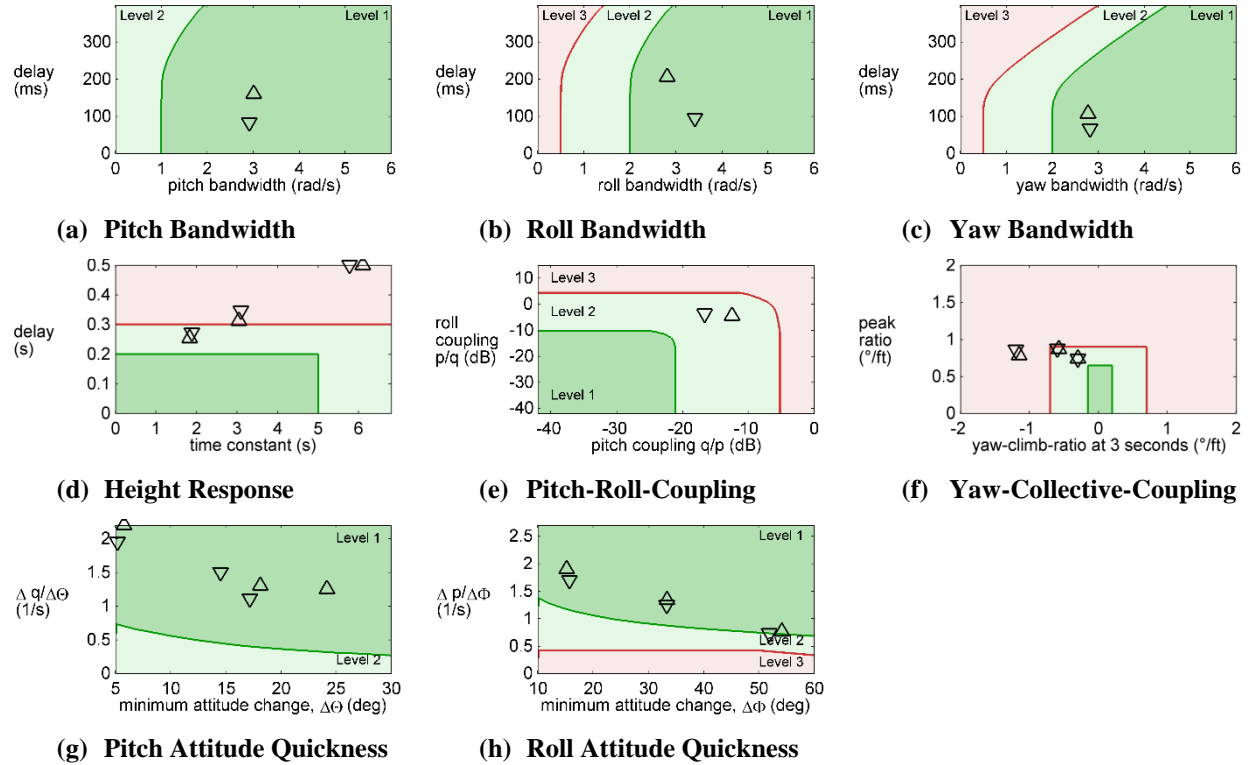 Level 2
Level 1
300
delay
(ms)
200
100
0
0 1 2 3 4 5 6
pitch bandwidth (rad/s)
(a) Pitch Bandwidth
Level 3
Level 2
Level 1
300
delay
(ms)
200
100
0
0 1 2 3 4 5 6
roll bandwidth (rad/s)
(b) Roll Bandwidth
Level 3
Level 2
Level 1
300
delay
(ms)
200
100
0
0 1 2 3 4 5 6
yaw bandwidth (rad/s)
(c) Yaw Bandwidth
0.5
0.4
delay
(s)
0.3
0.2
0.1
0
0 1 2 3 4 5 6
time constant (s)
(d) Height Response
Level 3
10
Level 2
0
roll
coupling
p/q (dB)
-10
-20
-30
Level 1
-40
-40 -30 -20 -10 0
pitch coupling q/p (dB)
(e) Pitch-Roll-Coupling
2
1.5
peak
ratio
(°/ft)
1
0.5
0
-2 -1 0 1 2
yaw-climb-ratio at 3 seconds (°/ft)
(f) Yaw-Collective-Coupling
2
Level 1
1.5
Δ q/ΔΘ
(1/s)
1
0.5
Level 2
0
5 10 15 20 25 30
minimum attitude change, ΔΘ (deg)
(g) Pitch Attitude Quickness
2.5
Level 1
2
1.5
Δ p/ΔΦ
(1/s)
1
0.5
Level 2
Level 3
0
10 20 30 40 50 60
minimum attitude change, ΔΦ (deg)
(h) Roll Attitude Quickness